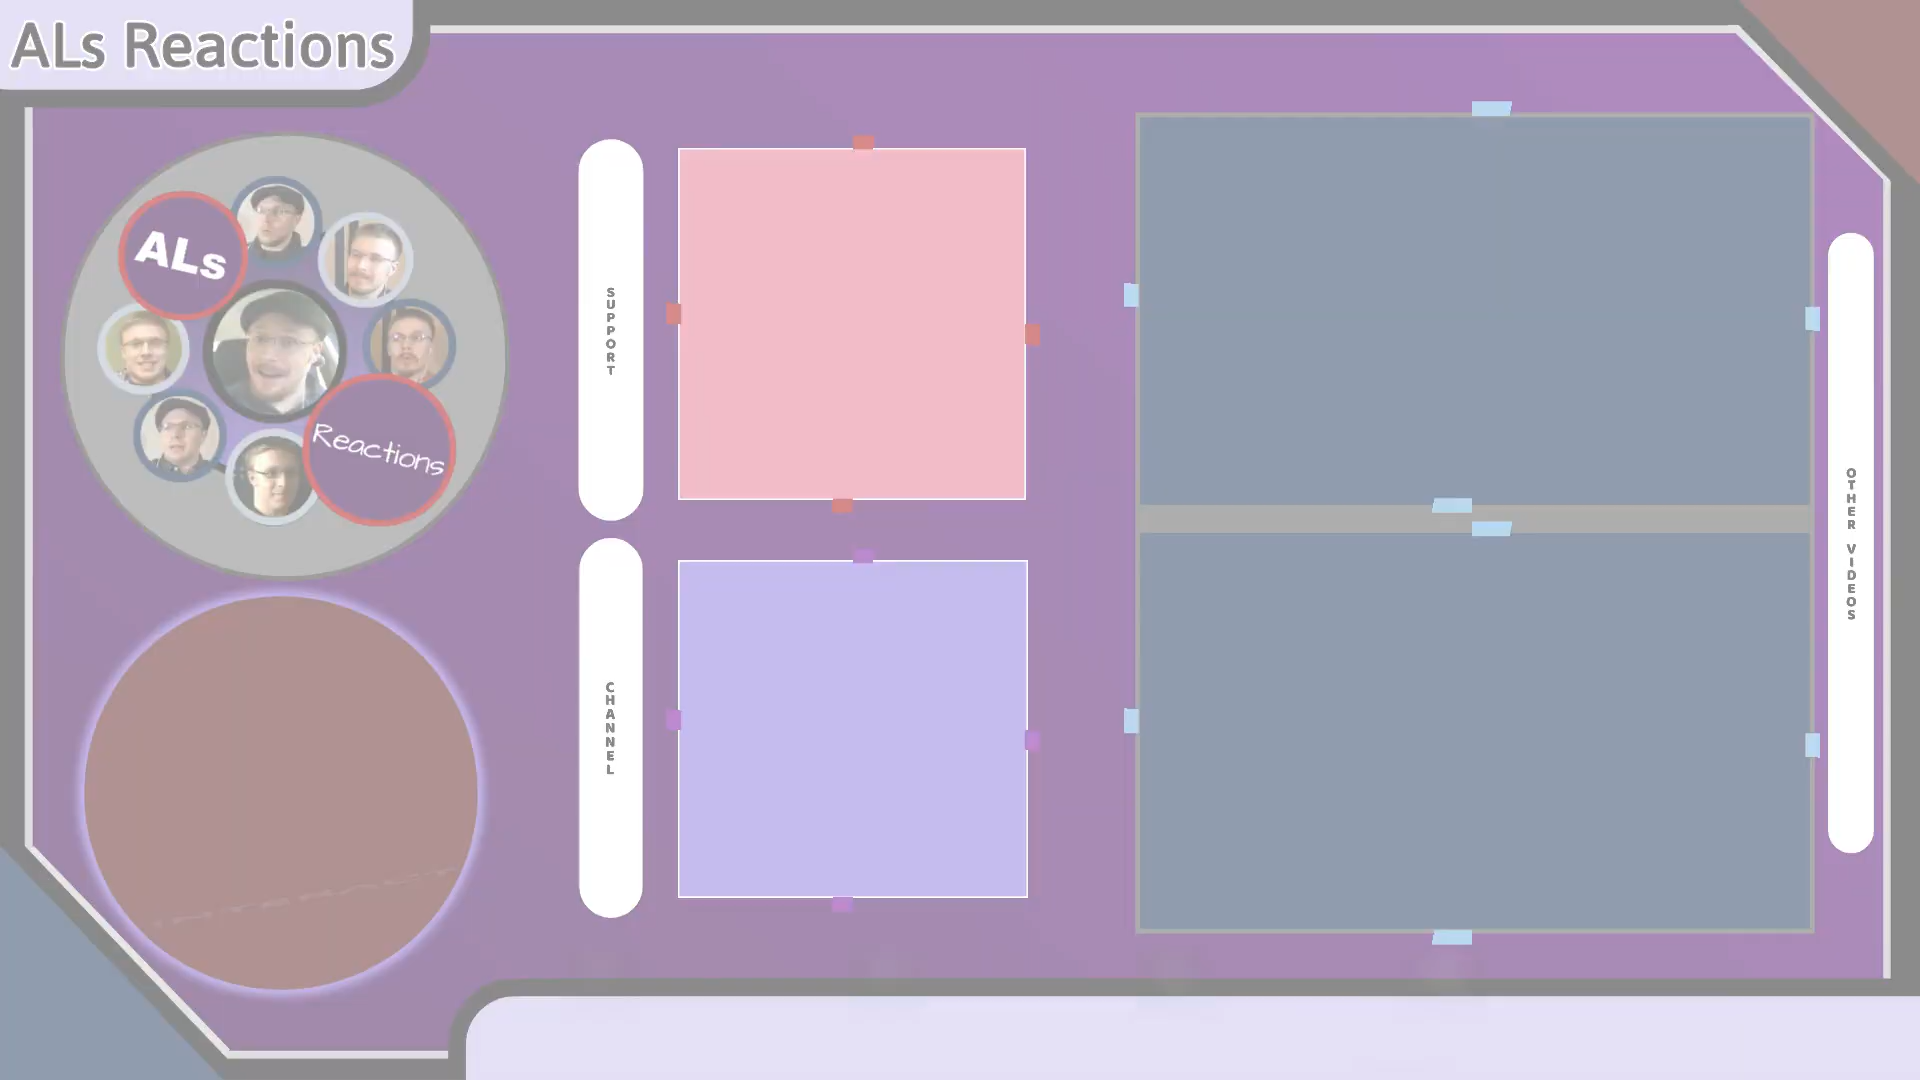 ALs Reactions
ALs
Reactions
SUPPORT
CHANNEL
OTHER VIDEOS